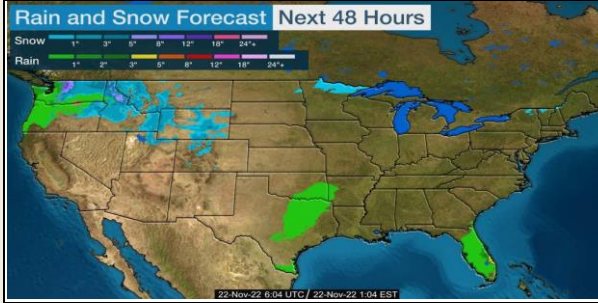 Rain and Snow Forecast Next 48 Hours
Snow 1" 3" 5" 8" 12" 18" 24"+
Rain 1" 2" 3" 5" 8" 12" 18" 24"+
22-Nov-22 6:04 UTC / 22-Nov-22 1:04 EST